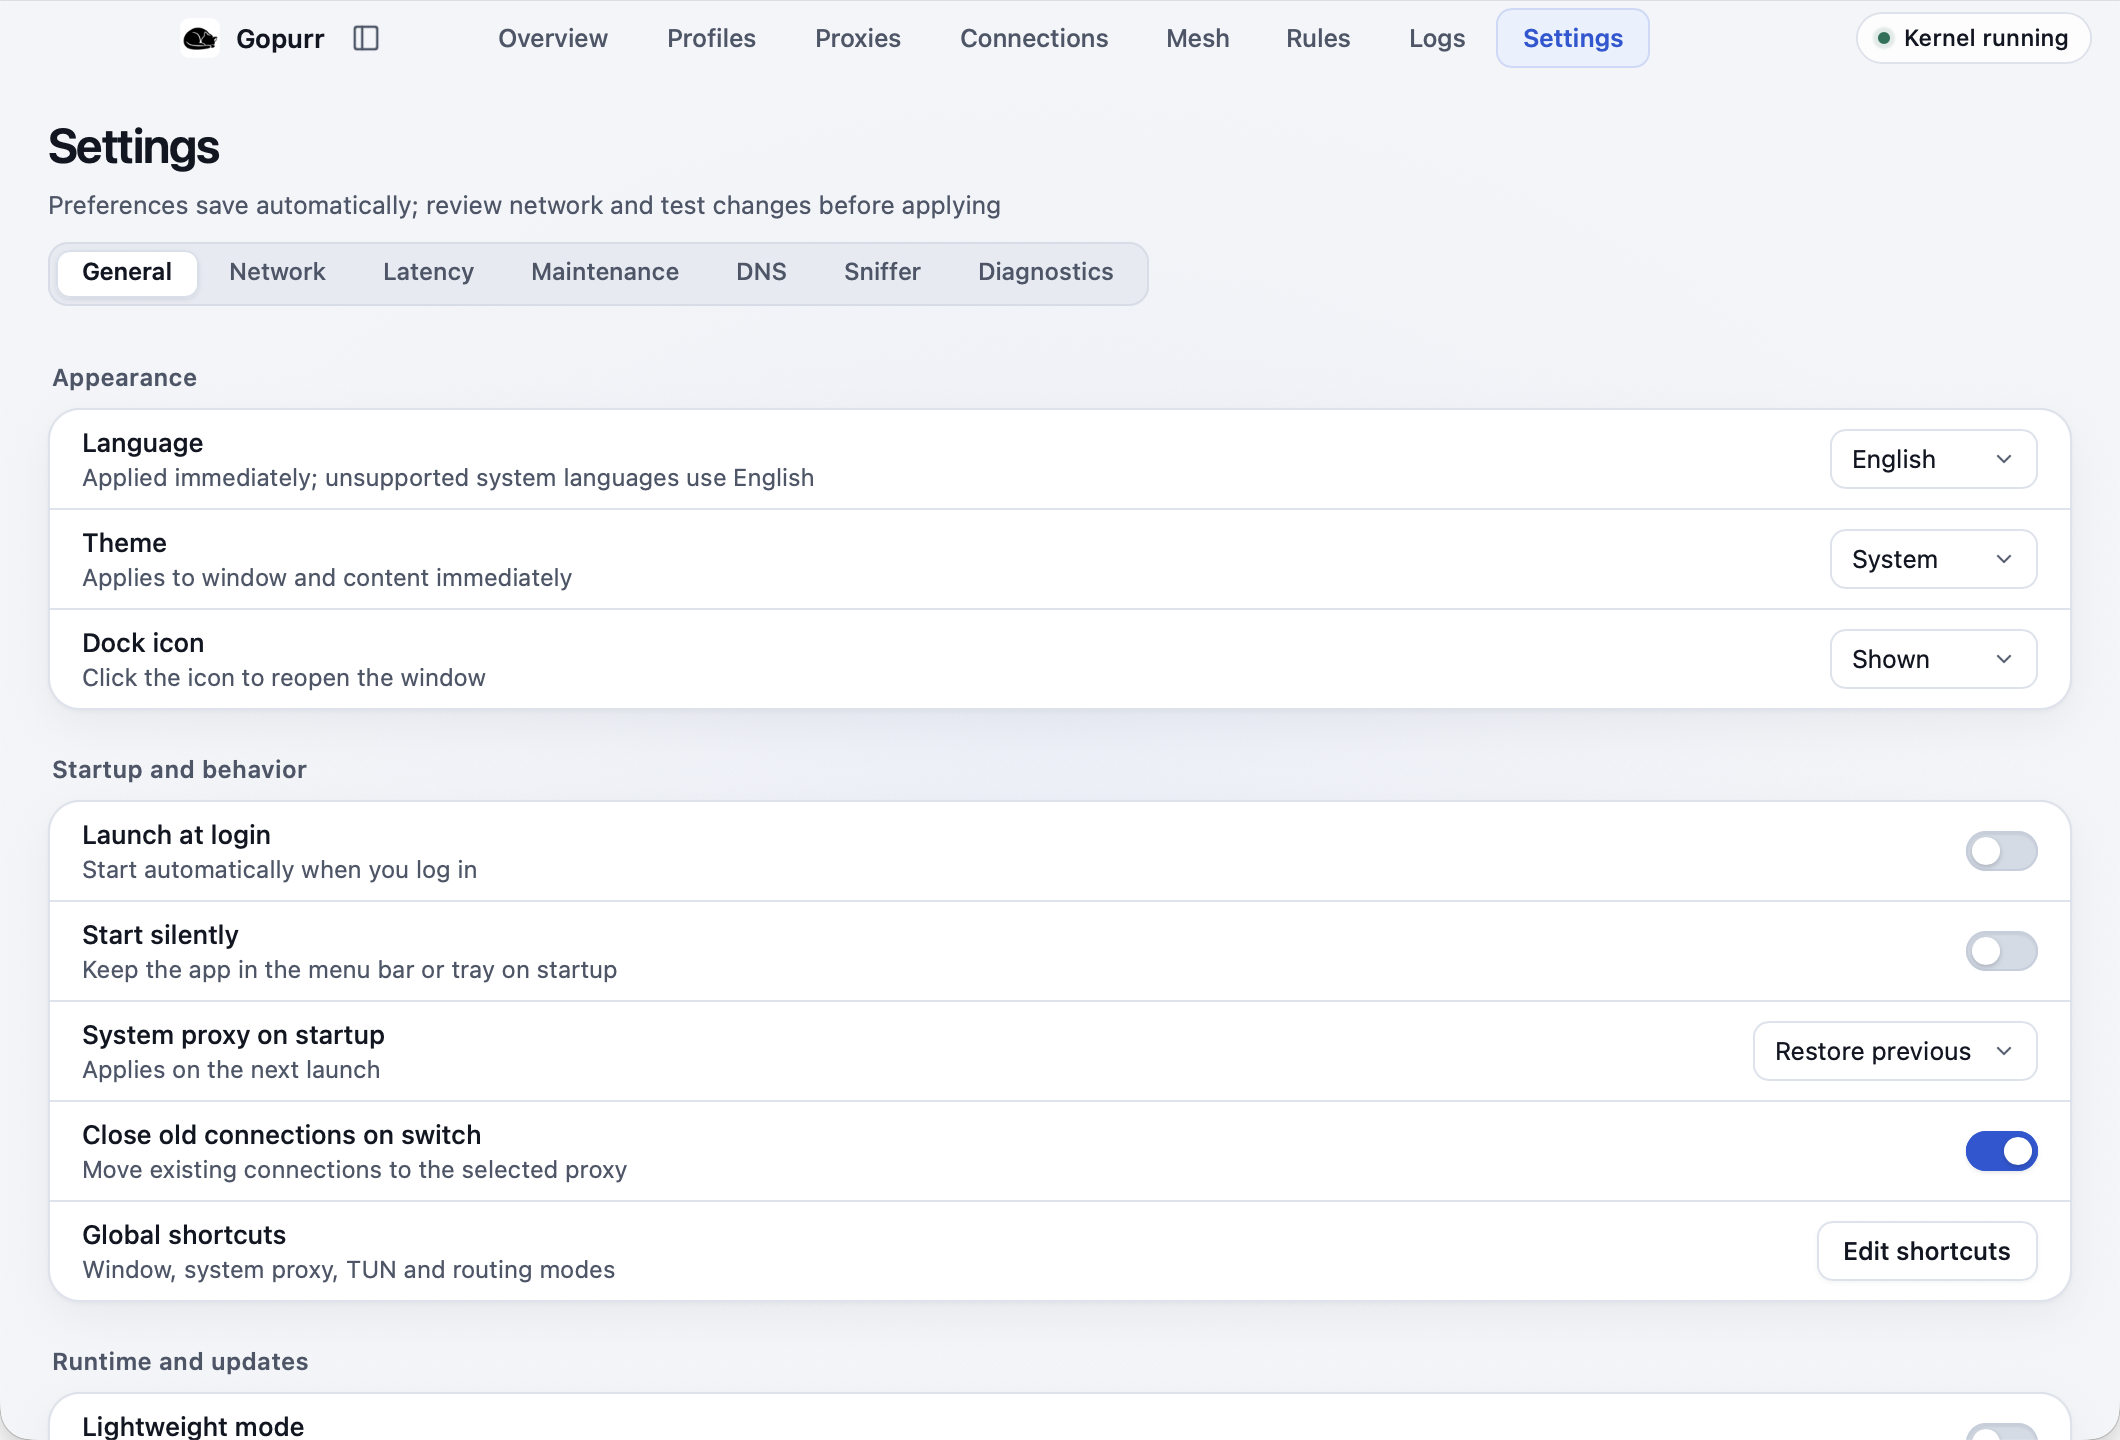 Gopurr
Overview
Profiles
Proxies
Connections
Mesh
Rules
Logs
Settings
Kernel running
Settings
Preferences save automatically; review network and test changes before applying
General
Network
Latency
Maintenance
DNS
Sniffer
Diagnostics
Appearance
Language
Applied immediately; unsupported system languages use English
English
Theme
Applies to window and content immediately
System
Dock icon
Click the icon to reopen the window
Shown
Startup and behavior
Launch at login
Start automatically when you log in
Start silently
Keep the app in the menu bar or tray on startup
System proxy on startup
Applies on the next launch
Restore previous
Close old connections on switch
Move existing connections to the selected proxy
Global shortcuts
Window, system proxy, TUN and routing modes
Edit shortcuts
Runtime and updates
Lightweight mode